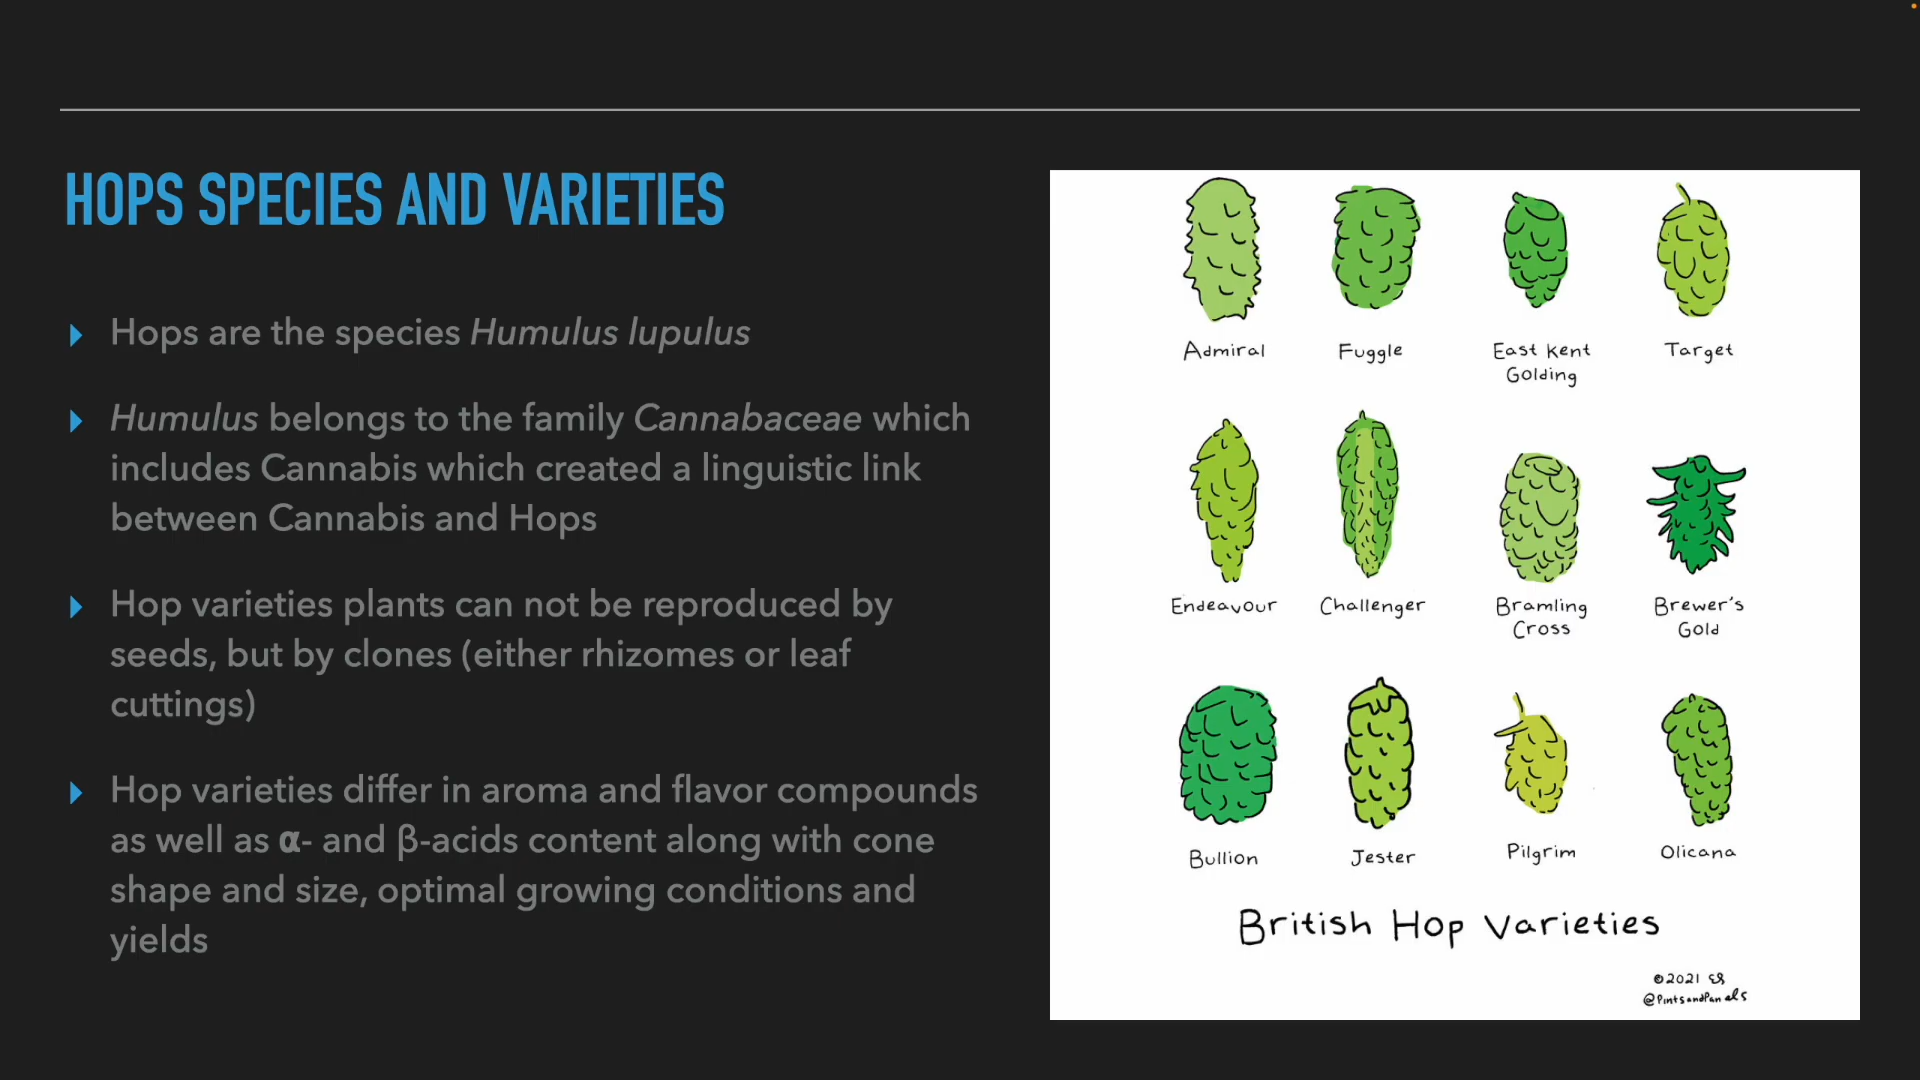 HOPS SPECIES AND VARIETIES
Hops are the species Humulus lupulus
Humulus belongs to the family Cannabaceae which
includes Cannabis which created a linguistic link
between Cannabis and Hops
Hop varieties plants can not be reproduced by
seeds, but by clones (either rhizomes or leaf
cuttings)
Hop varieties differ in aroma and flavor compounds
as well as α- and β-acids content along with cone
shape and size, optimal growing conditions and
yields
Admiral
Fuggle
East Kent
Golding
Target
Endeavour
Challenger
Bramling
Cross
Brewer's
Gold
Bullion
Jester
Pilgrim
Olicana
British Hop Varieties
©2021
@PintsandPanels